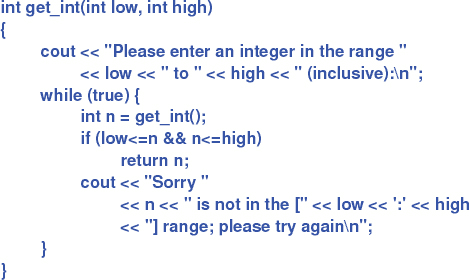 int get_int(int low, int high)
{
cout << "Please enter an integer in the range "
<< low << " to " << high << " (inclusive):\n";
while (true) {
int n = get_int();
if (low<=n && n<=high)
return n;
cout << "Sorry "
<< n << " is not in the [" << low << ':' << high
<< "] range; please try again\n";
}
}